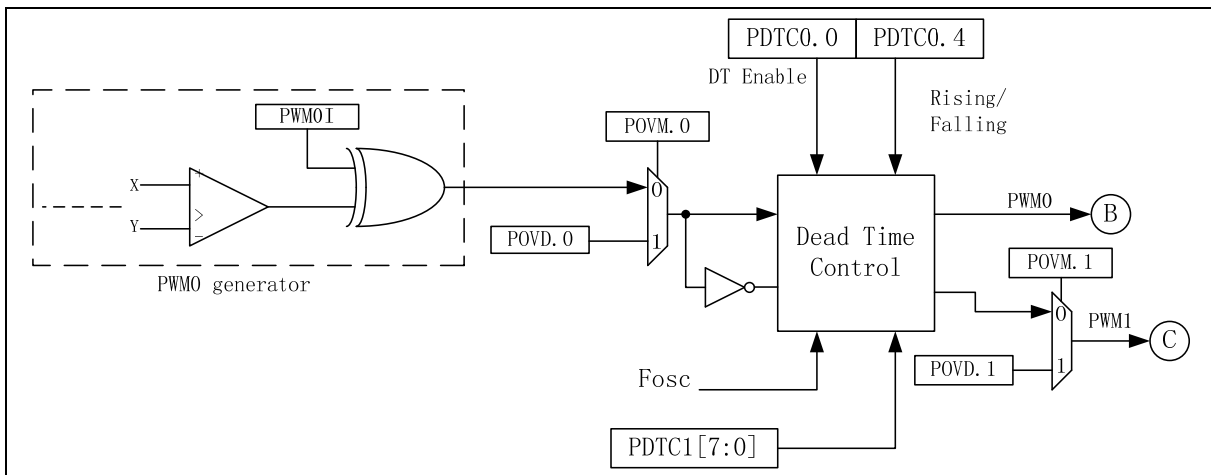 PDTC0.0
PDTC0.4
DT Enable
Rising/
Falling
PWM0I
POVM.0
X
+
>
Y
-
0
1
POVD.0
PWM0 generator
Dead Time
Control
PWM0
B
POVM.1
0
PWM1
C
1
POVD.1
Fosc
PDTC1[7:0]